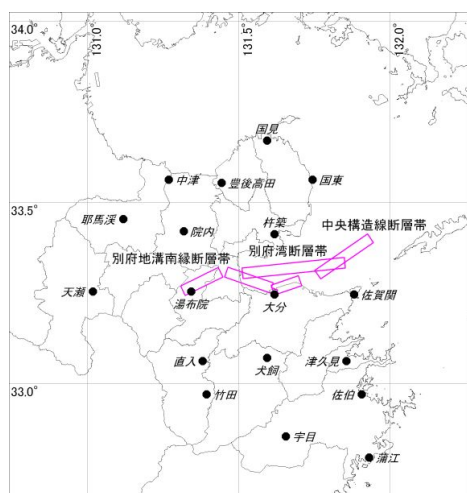 34.0°
131.0°
131.5°
132.0°
国見
中津
豊後高田
国東
33.5°
耶馬渓
院内
杵築
中央構造線断層帯
別府地溝南縁断層帯
別府湾断層帯
天瀬
湯布院
大分
佐賀関
直入
犬飼
津久見
33.0°
竹田
佐伯
宇目
蒲江